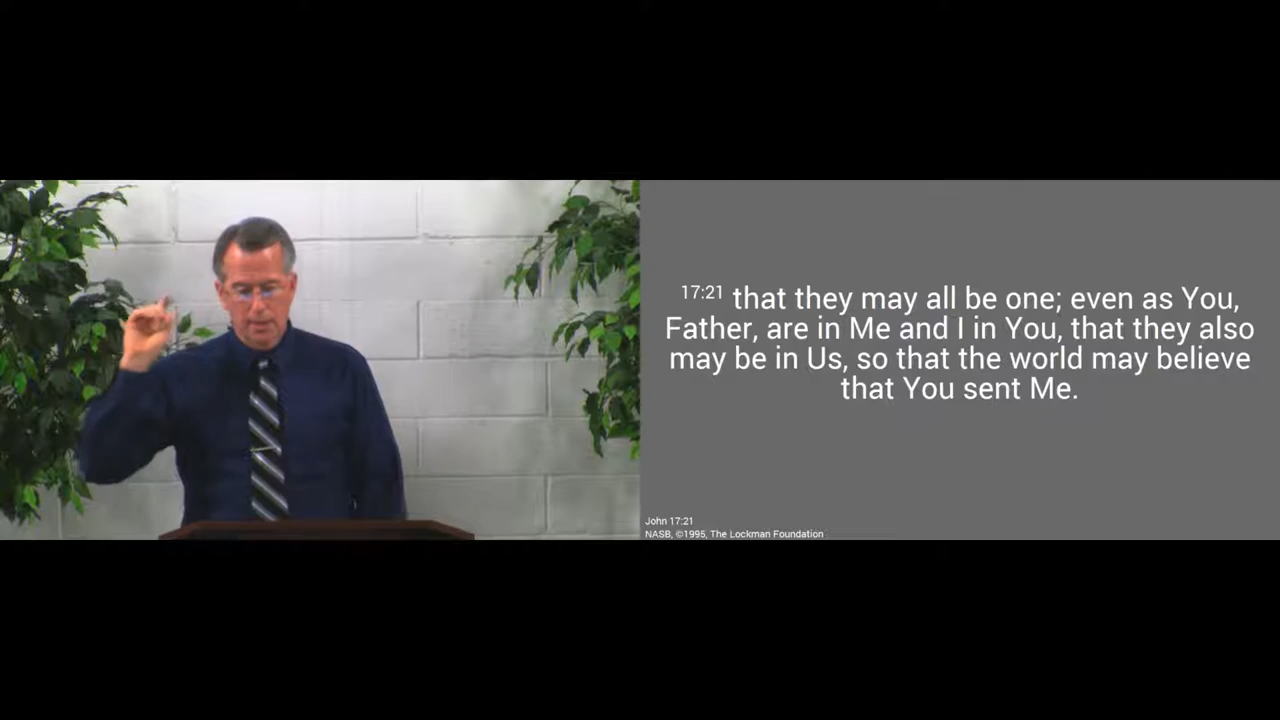 17:21 that they may all be one; even as You,
Father, are in Me and I in You, that they also
may be in Us, so that the world may believe
that You sent Me.
John 17:21
NASB, ©1995, The Lockman Foundation